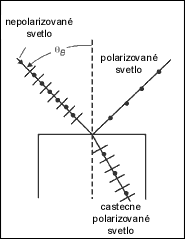 nepolarizované
svetlo
θB
polarizované
svetlo
castecne
polarizované
svetlo